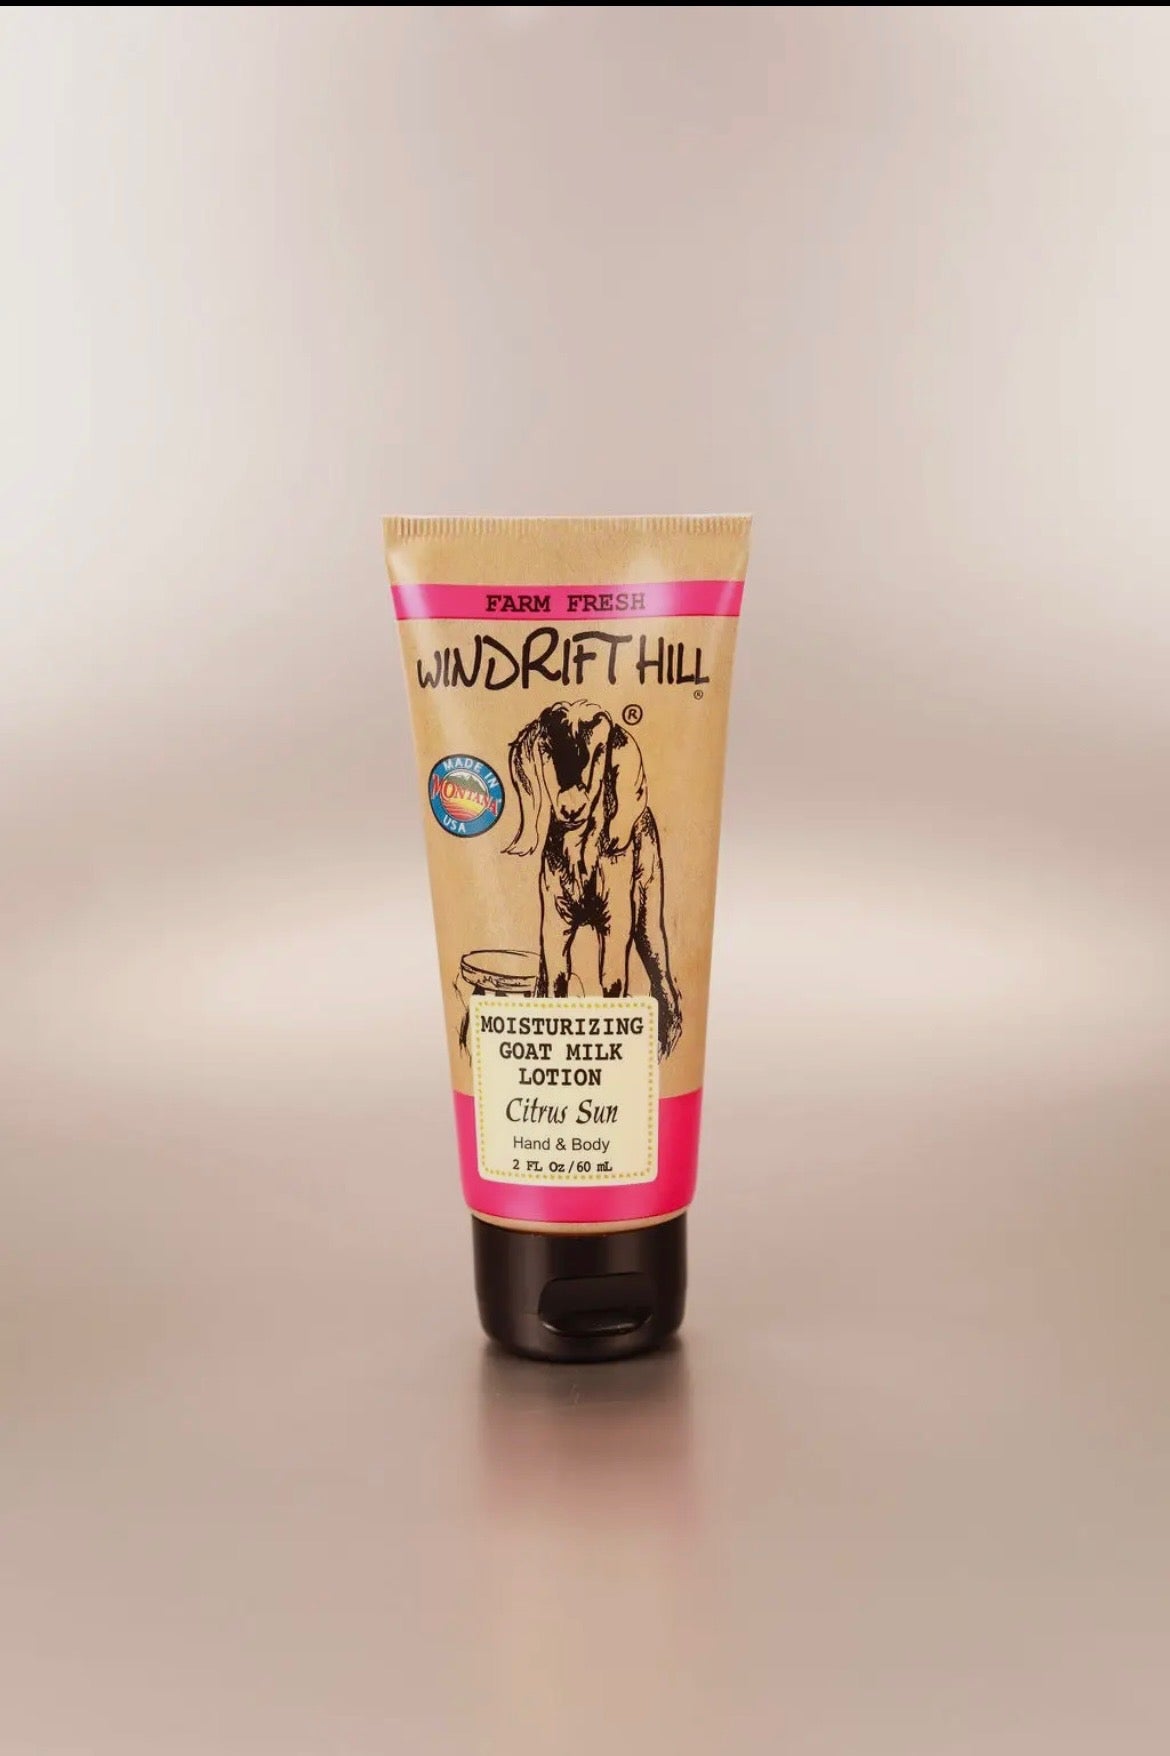 FARM FRESH
WINDRIFT HILL
®
®
MADE IN
MONTANA
USA
MOISTURIZING
GOAT MILK
LOTION
Citrus Sun
Hand & Body
2 FL Oz/60 mL